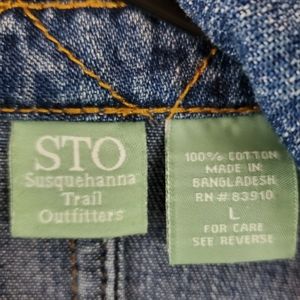 STO
Susquehanna
Trail
Outfitters
100% COTTON
MADE IN
BANGLADESH
RN # 83910
L
FOR CARE
SEE REVERSE